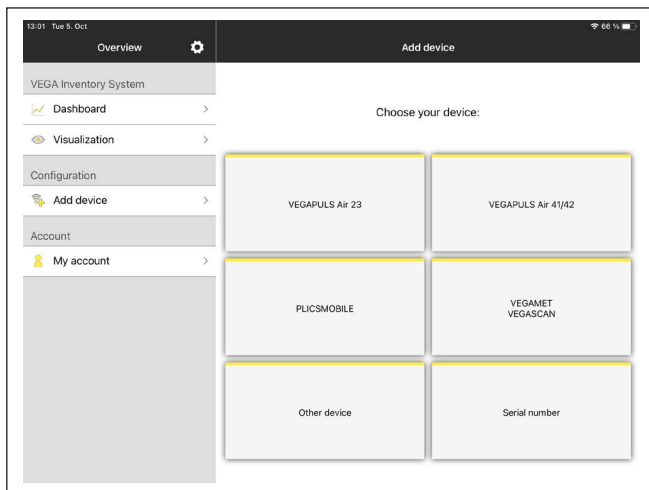 13:01 Tue 5. Oct
66 %
Overview
Add device
VEGA Inventory System
Dashboard
Visualization
Configuration
Add device
Account
My account
Choose your device:
VEGAPULS Air 23
VEGAPULS Air 41/42
PLICSMOBILE
VEGAMET
VEGASCAN
Other device
Serial number